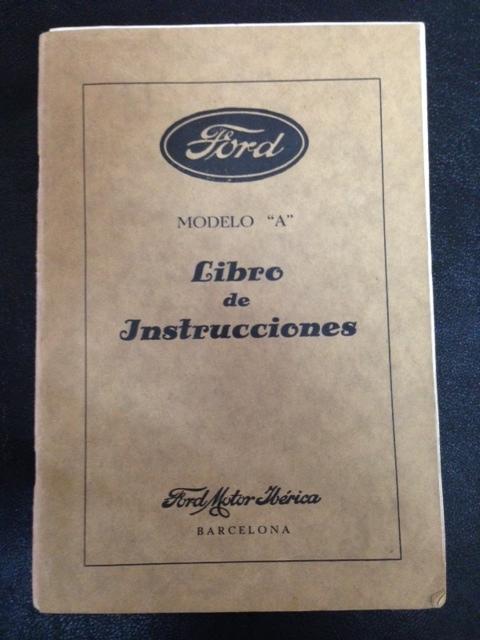 Ford
MODELO "A"
Libro
de
Instrucciones
Ford Motor Ibérica
BARCELONA